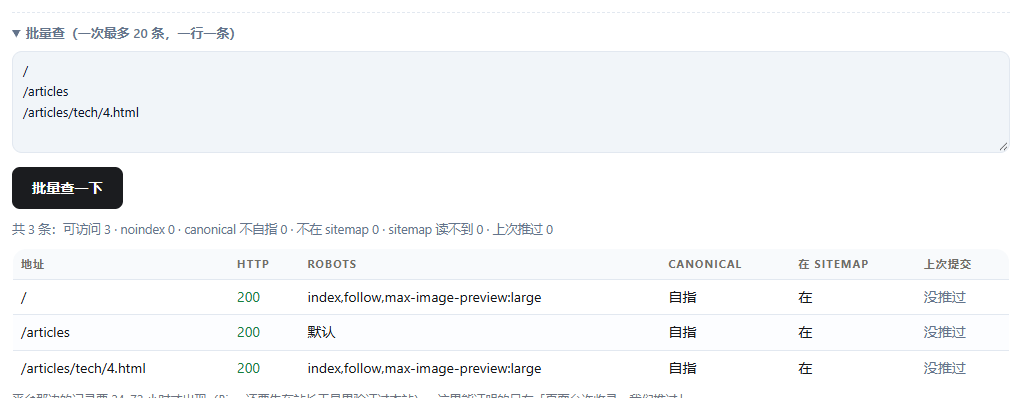 ▼ 批量查（一次最多 20 条，一行一条）
/
/articles
/articles/tech/4.html
批量查一下
共 3 条：可访问 3 · noindex 0 · canonical 不自指 0 · 不在 sitemap 0 · sitemap 读不到 0 · 上次推过 0
地址 HTTP ROBOTS CANONICAL 在 SITEMAP 上次提交
/ 200 index,follow,max-image-preview:large 自指 在 没推过
/articles 200 默认 自指 在 没推过
/articles/tech/4.html 200 index,follow,max-image-preview:large 自指 在 没推过